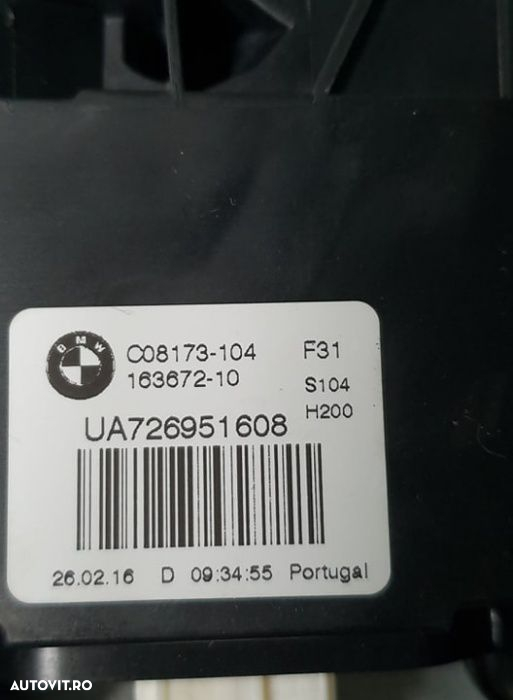 BMW
C08173-104 F31
163672-10 S104
UA726951608 H200
26.02.16 D 09:34:55 Portugal
AUTOVIT.RO